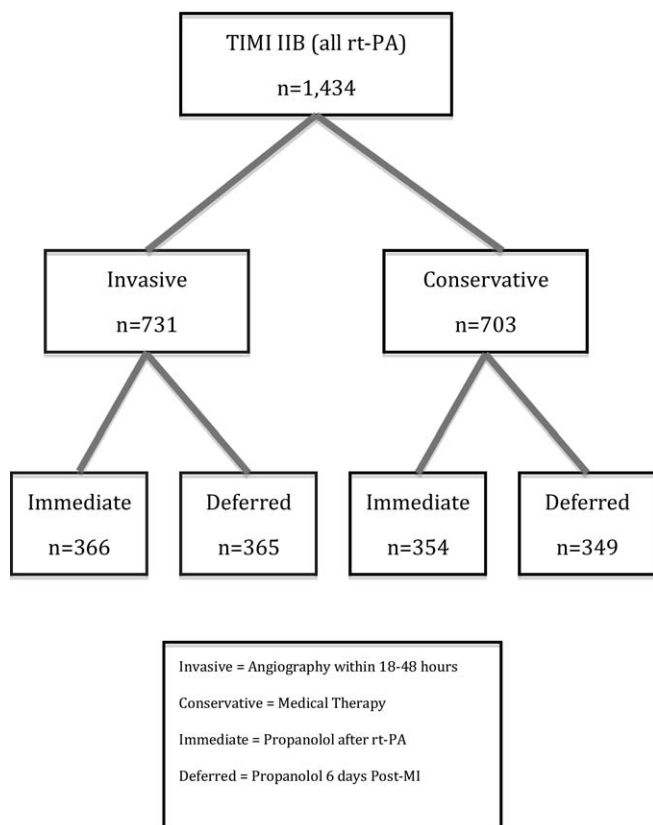 TIMI IIB (all rt-PA)
n=1,434
Invasive
n=731
Conservative
n=703
Immediate
n=366
Deferred
n=365
Immediate
n=354
Deferred
n=349
Invasive = Angiography within 18-48 hours
Conservative = Medical Therapy
Immediate = Propanolol after rt-PA
Deferred = Propanolol 6 days Post-MI